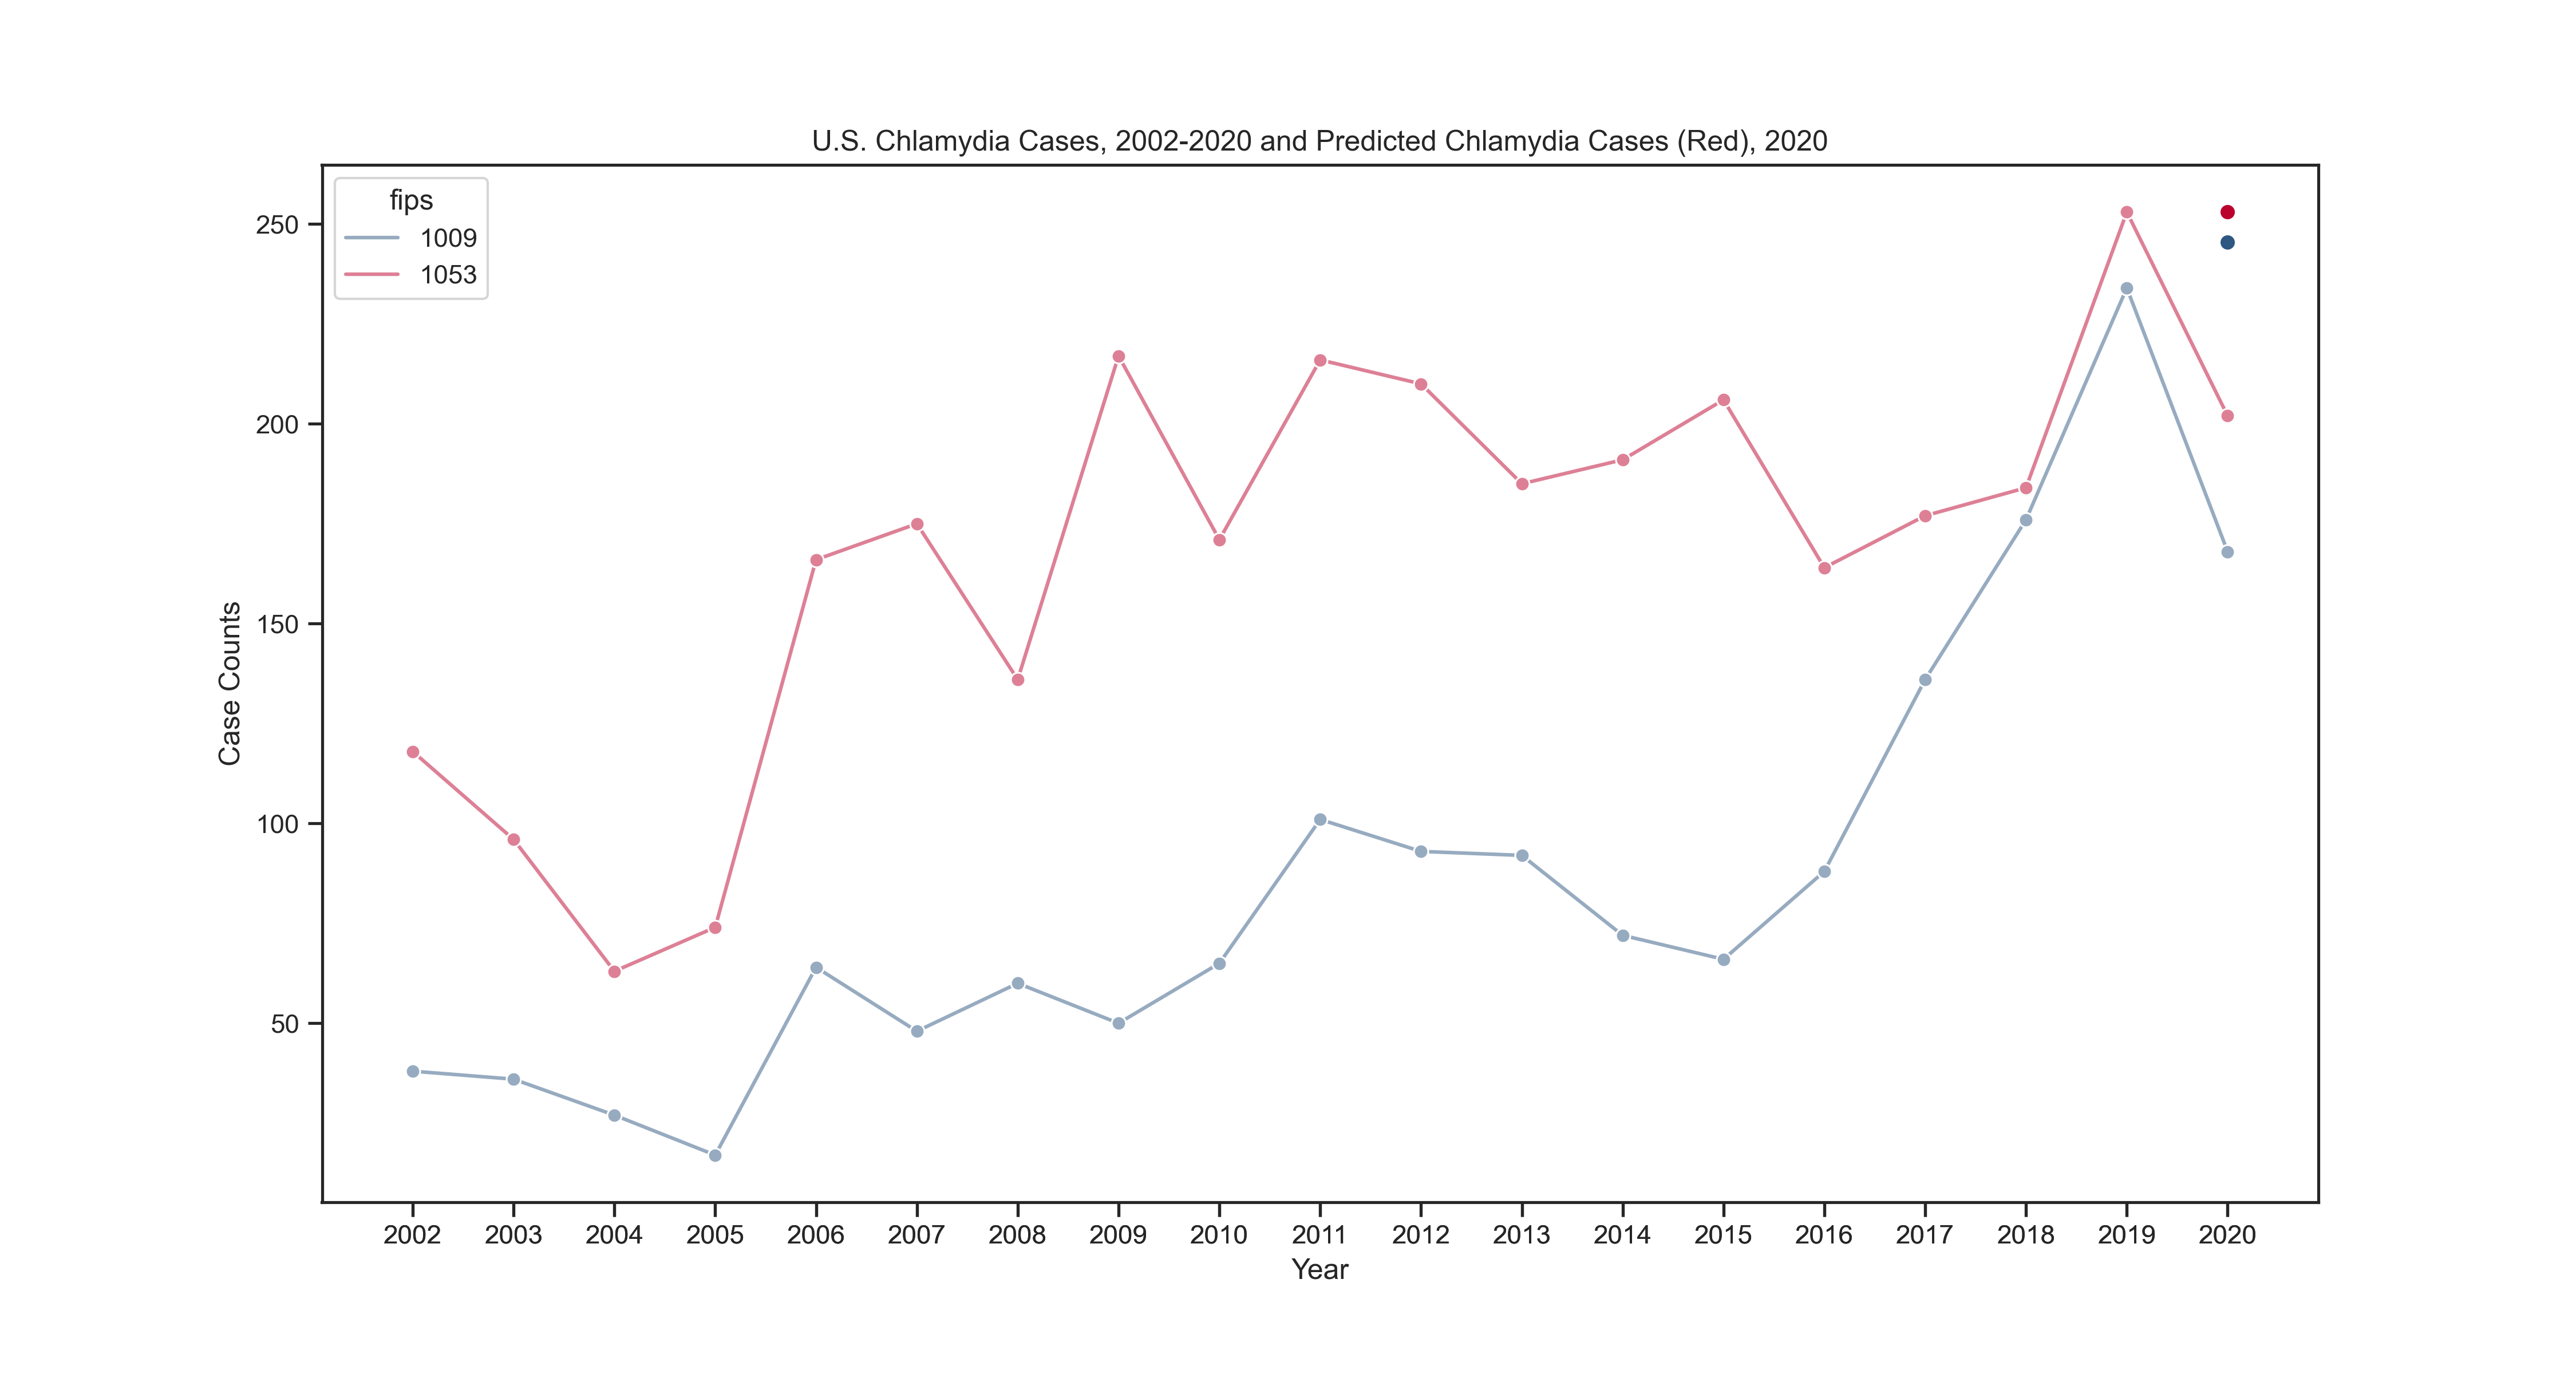 U.S. Chlamydia Cases, 2002-2020 and Predicted Chlamydia Cases (Red), 2020
fips
1009
1053
250
200
150
100
50
Case Counts
2002 2003 2004 2005 2006 2007 2008 2009 2010 2011 2012 2013 2014 2015 2016 2017 2018 2019 2020
Year